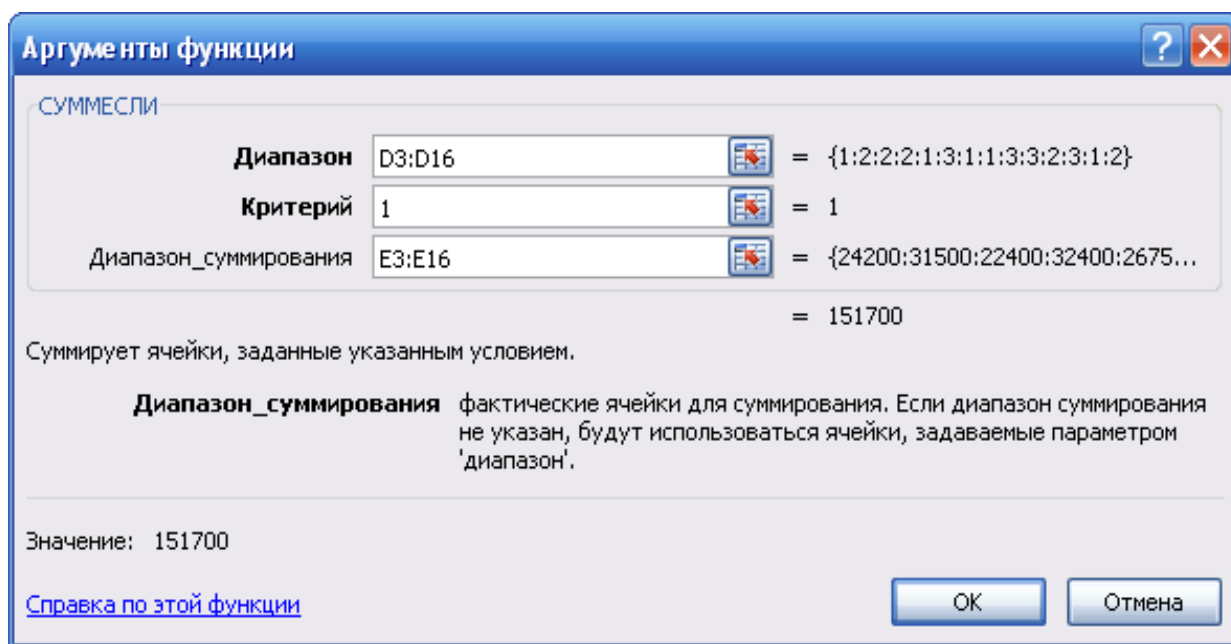 Аргументы функции
СУММЕСЛИ
Диапазон D3:D16 = {1:2:2:2:1:3:1:1:3:3:2:3:1:2}
Критерий 1 = 1
Диапазон_суммирования E3:E16 = {24200:31500:22400:32400:2675...
= 151700
Суммирует ячейки, заданные указанным условием.
Диапазон_суммирования фактические ячейки для суммирования. Если диапазон суммирования
не указан, будут использоваться ячейки, задаваемые параметром
'диапазон'.
Значение: 151700
Справка по этой функции
ОК Отмена